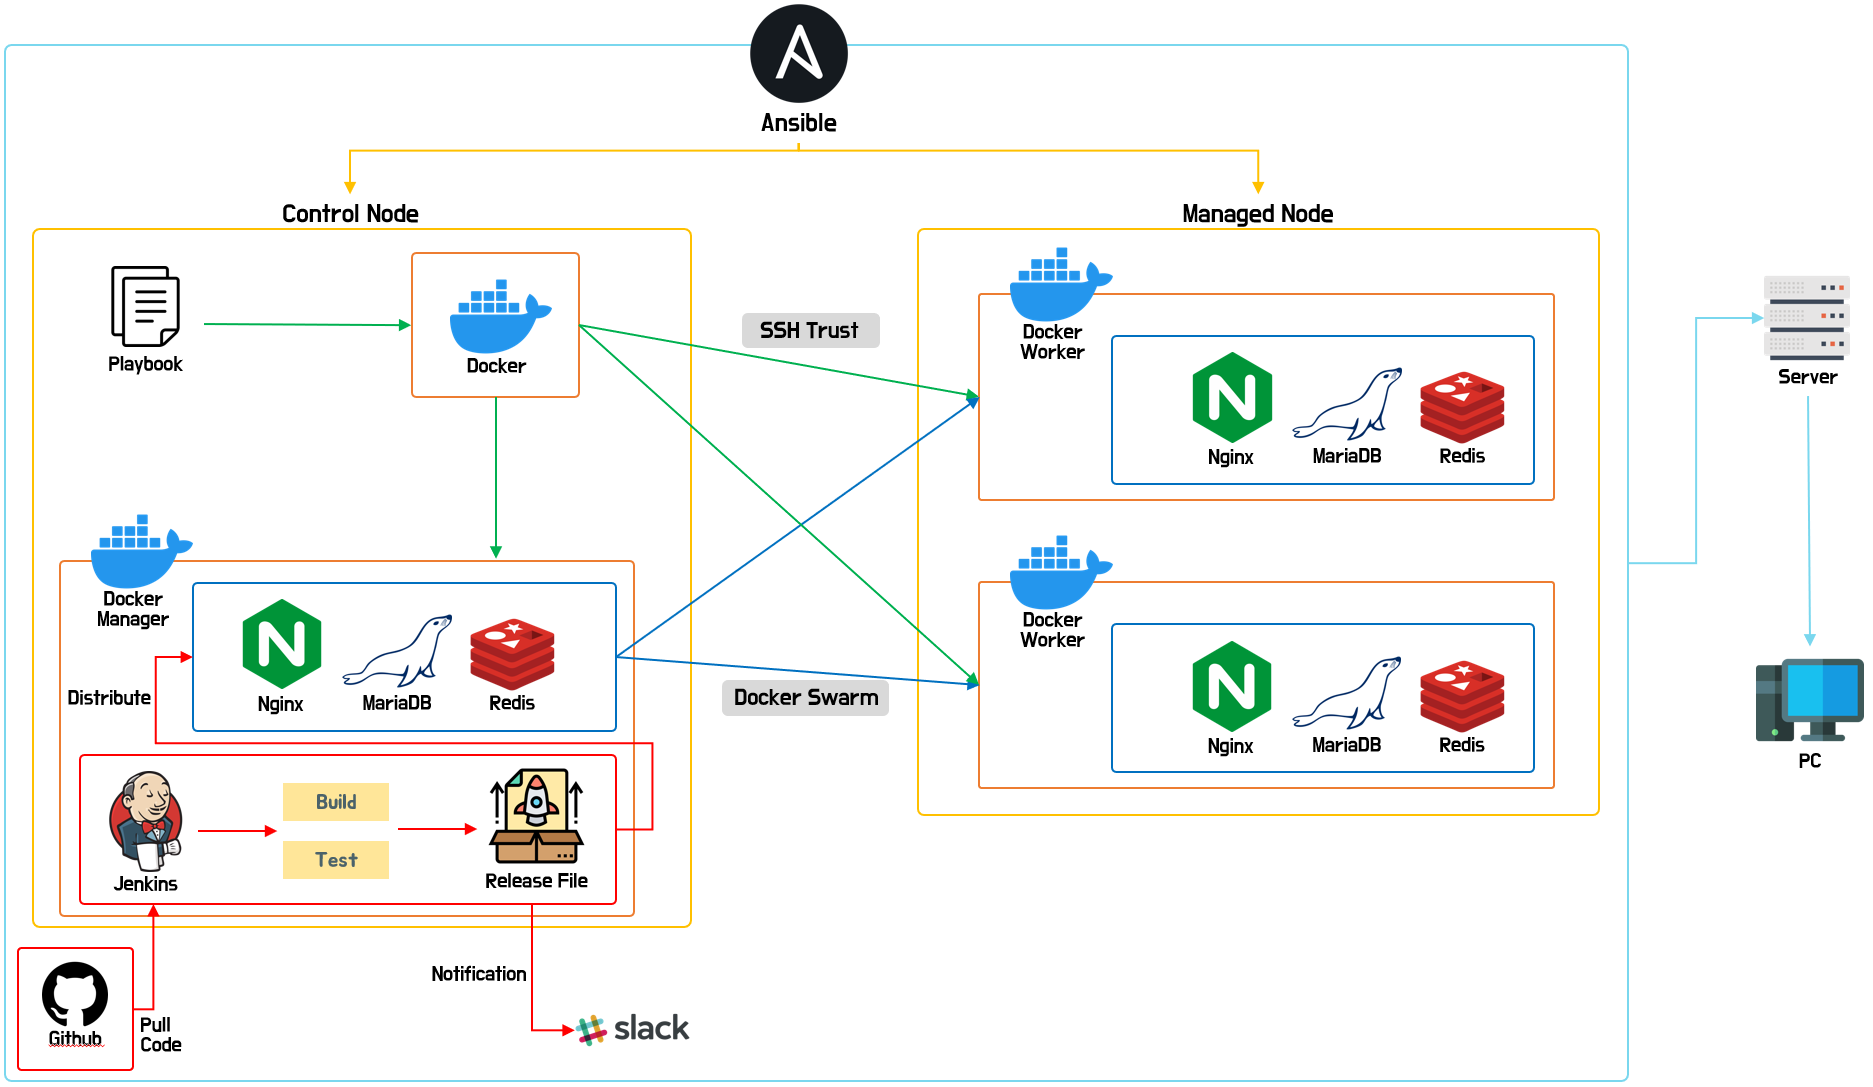 Ansible
Control Node
Managed Node
Playbook
Docker
SSH Trust
Docker
Worker
Nginx
MariaDB
Redis
Server
Docker
Manager
Nginx
MariaDB
Redis
Distribute
Docker Swarm
Docker
Worker
Nginx
MariaDB
Redis
PC
Jenkins
Build
Test
Release File
Notification
Github
Pull
Code
slack